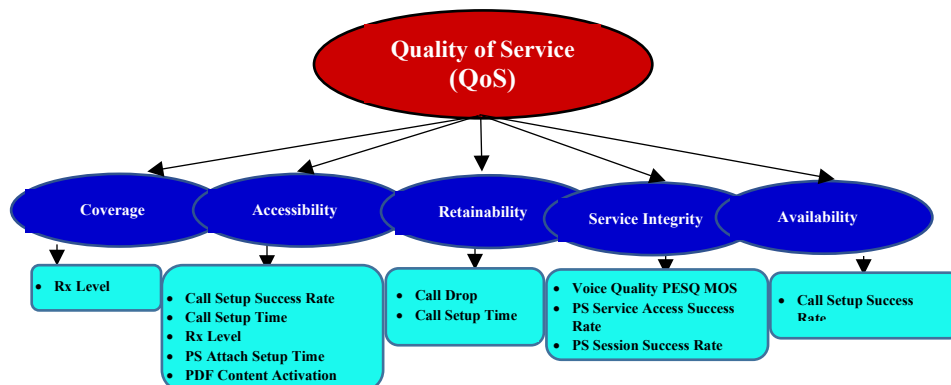 Quality of Service
(QoS)
Coverage
Accessibility
Retainability
Service Integrity
Availability
• Rx Level
• Call Setup Success Rate
• Call Setup Time
• Rx Level
• PS Attach Setup Time
• PDF Content Activation
• Call Drop
• Call Setup Time
• Voice Quality PESQ MOS
• PS Service Access Success
Rate
• PS Session Success Rate
• Call Setup Success
Rate